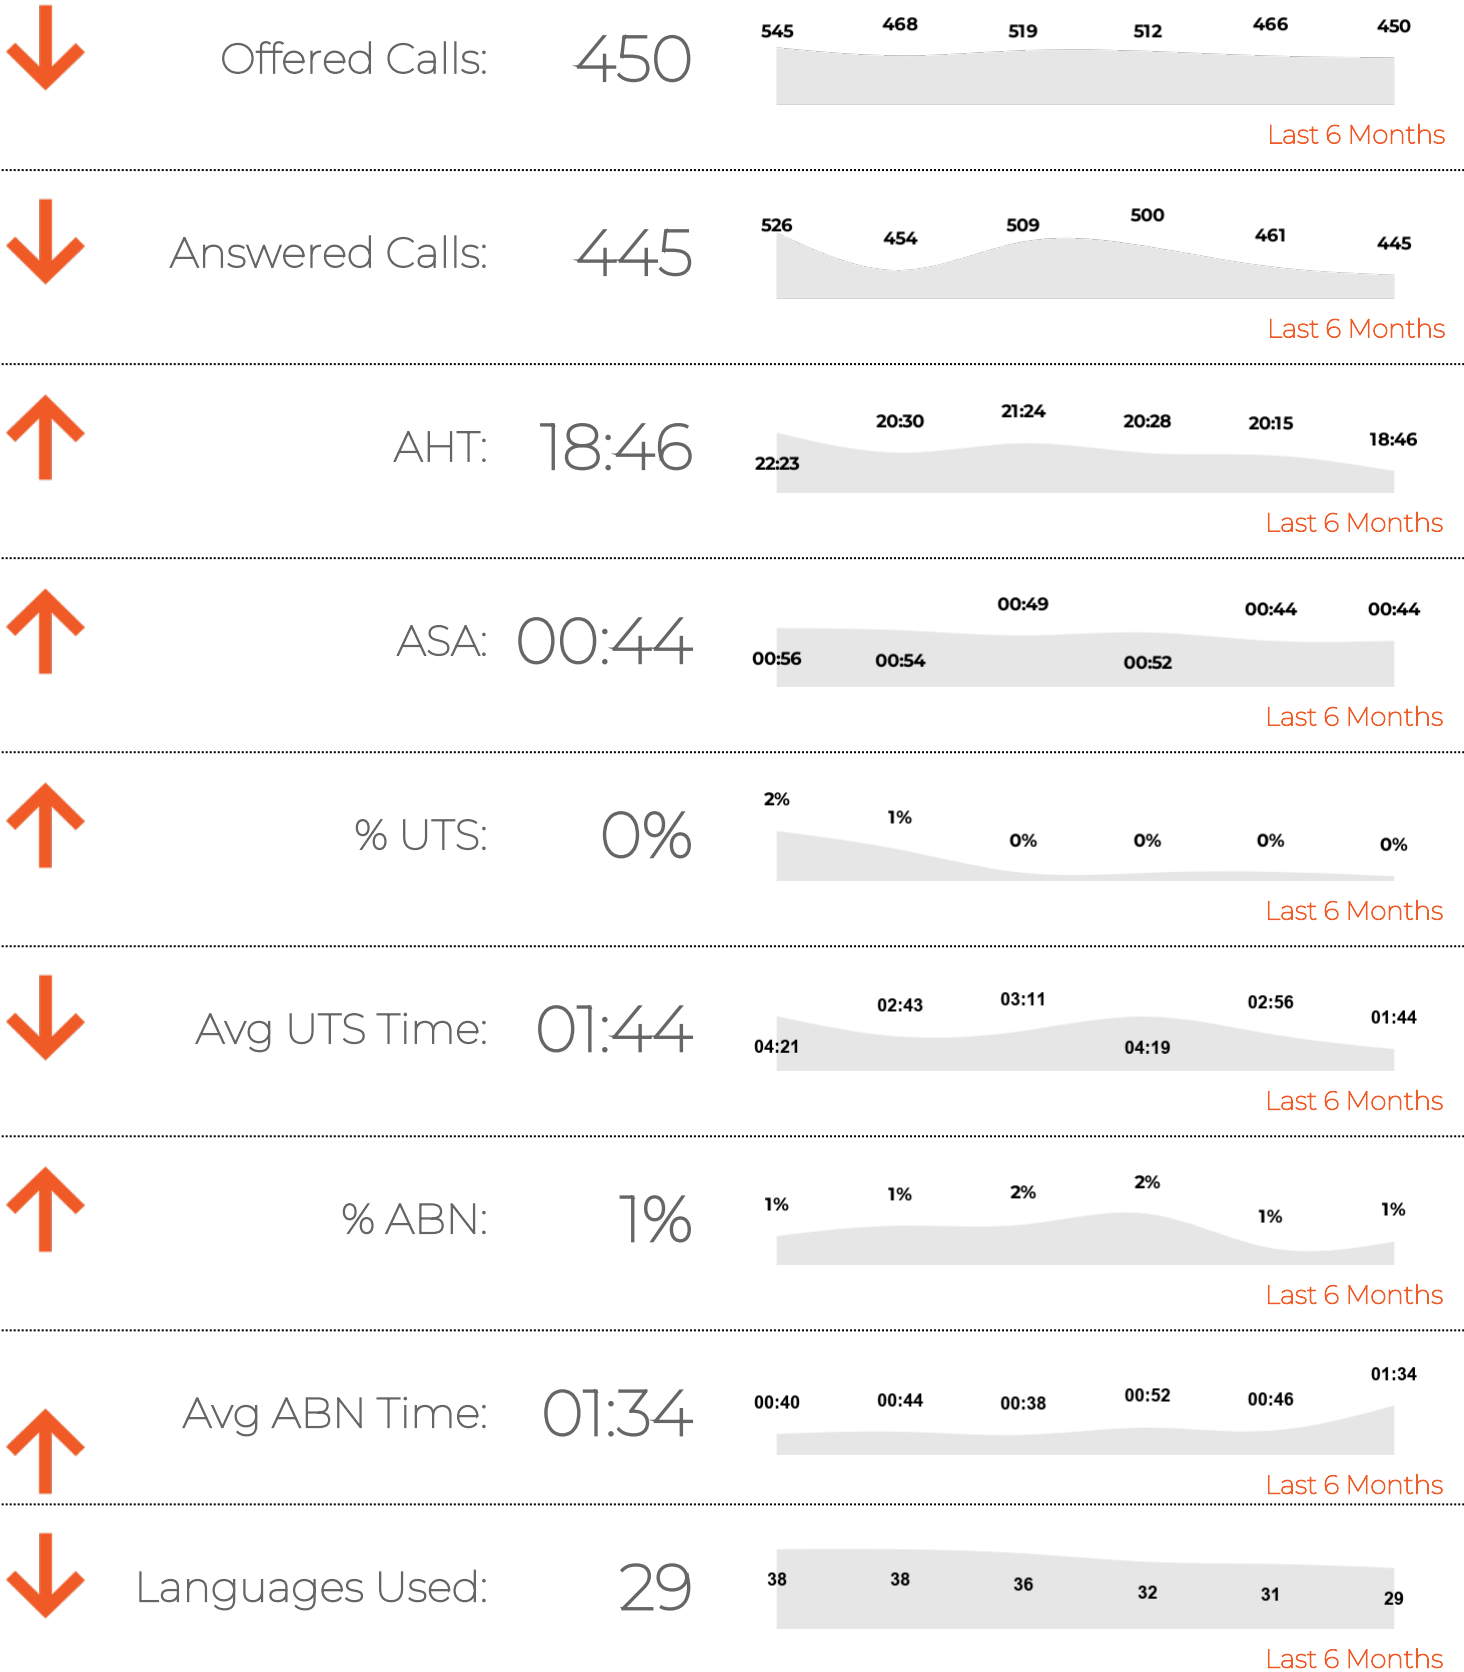 Offered Calls: 450
545 468 519 512 466 450
Last 6 Months
Answered Calls: 445
526 454 509 500 461 445
Last 6 Months
AHT: 18:46
22:23 20:30 21:24 20:28 20:15 18:46
Last 6 Months
ASA: 00:44
00:56 00:54 00:49 00:52 00:44 00:44
Last 6 Months
% UTS: 0%
2% 1% 0% 0% 0% 0%
Last 6 Months
Avg UTS Time: 01:44
04:21 02:43 03:11 04:19 02:56 01:44
Last 6 Months
% ABN: 1%
1% 1% 2% 2% 1% 1%
Last 6 Months
Avg ABN Time: 01:34
00:40 00:44 00:38 00:52 00:46 01:34
Last 6 Months
Languages Used: 29
38 38 36 32 31 29
Last 6 Months